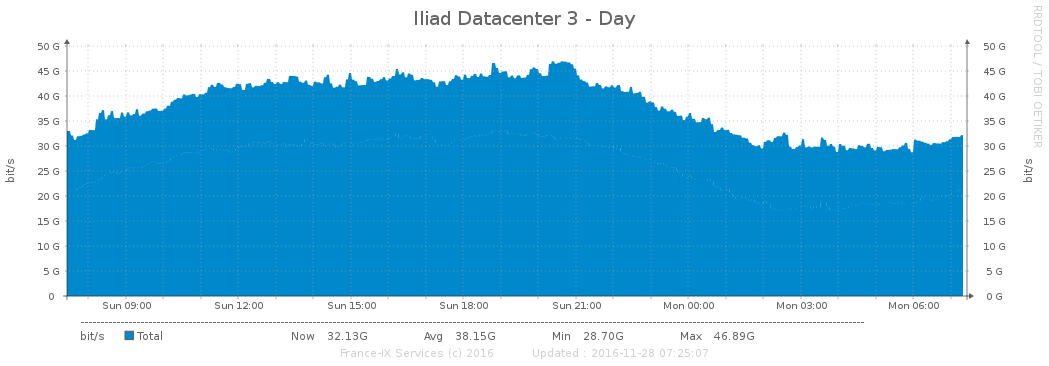 Iliad Datacenter 3 - Day
RRDTOOL / TOBI OETIKER
50 G 50 G
45 G 45 G
40 G 40 G
35 G 35 G
30 G 30 G
25 G 25 G
20 G 20 G
15 G 15 G
10 G 10 G
5 G 5 G
0 0 G
bit/s bit/s
Sun 09:00 Sun 12:00 Sun 15:00 Sun 18:00 Sun 21:00 Mon 00:00 Mon 03:00 Mon 06:00
bit/s Total Now 32.13G Avg 38.15G Min 28.70G Max 46.89G
France-IX Services (c) 2016 Updated : 2016-11-28 07:25:07